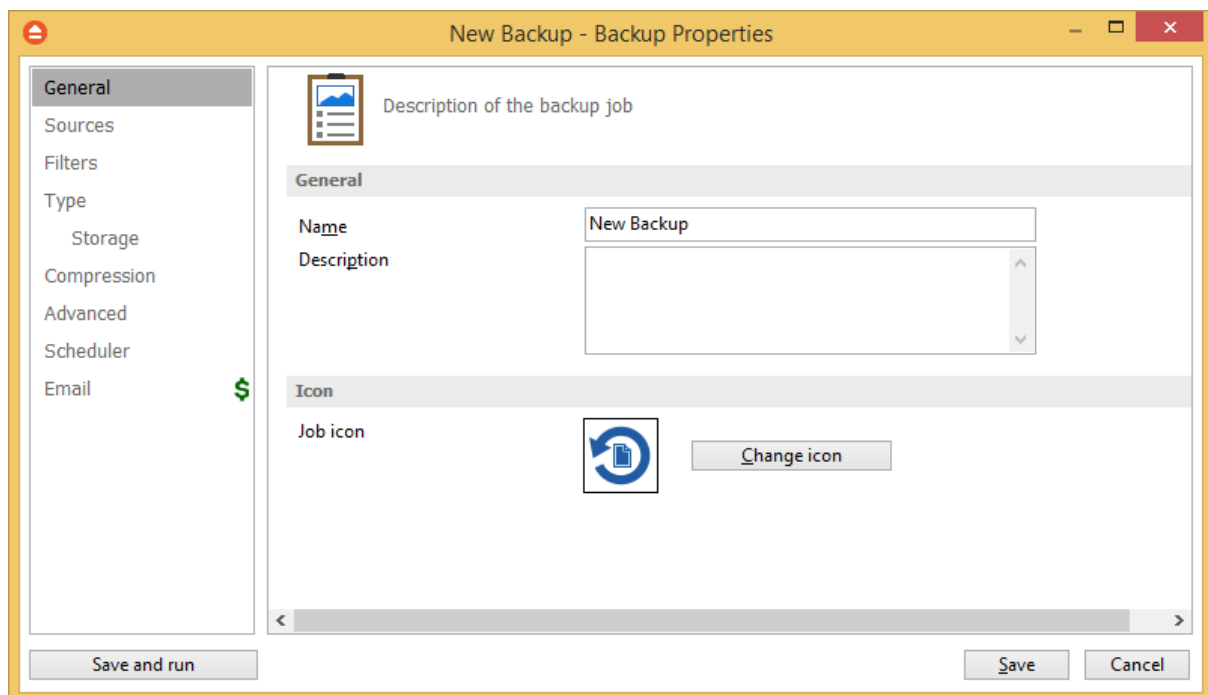 New Backup - Backup Properties
General
Sources
Filters
Type
Storage
Compression
Advanced
Scheduler
Email $
Description of the backup job
General
Name New Backup
Description
Icon
Job icon Change icon
Save and run Save Cancel